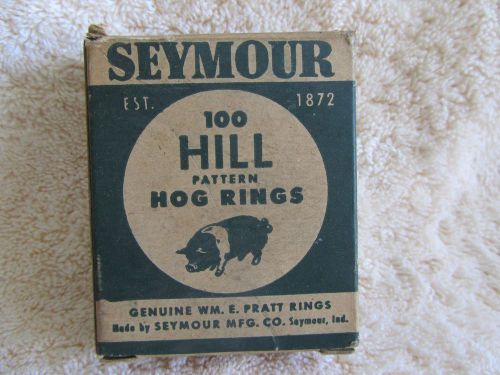 SEYMOUR
EST. 1872
100
HILL
PATTERN
HOG RINGS
GENUINE WM. E. PRATT RINGS
Made by SEYMOUR MFG. CO. Seymour, Ind.